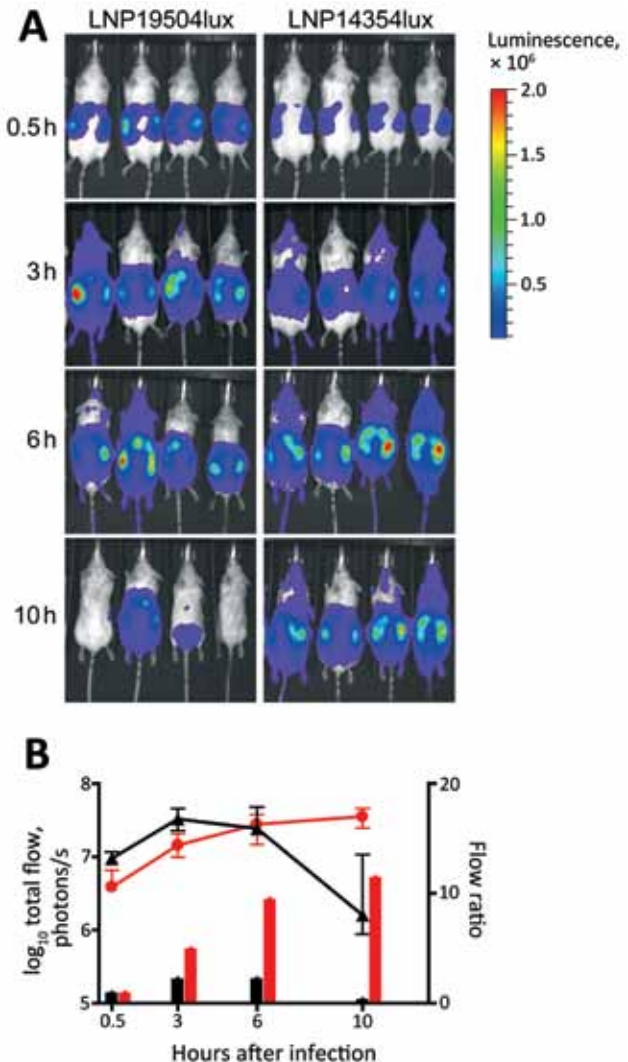 A
LNP19504lux
LNP14354lux
Luminescence,
× 10⁶
2.0
1.5
1.0
0.5
0.5h
3h
6h
10h
B
log₁₀ total flow,
photons/s
8
7
6
5
20
10
0
Flow ratio
0.5
3
6
10
Hours after infection